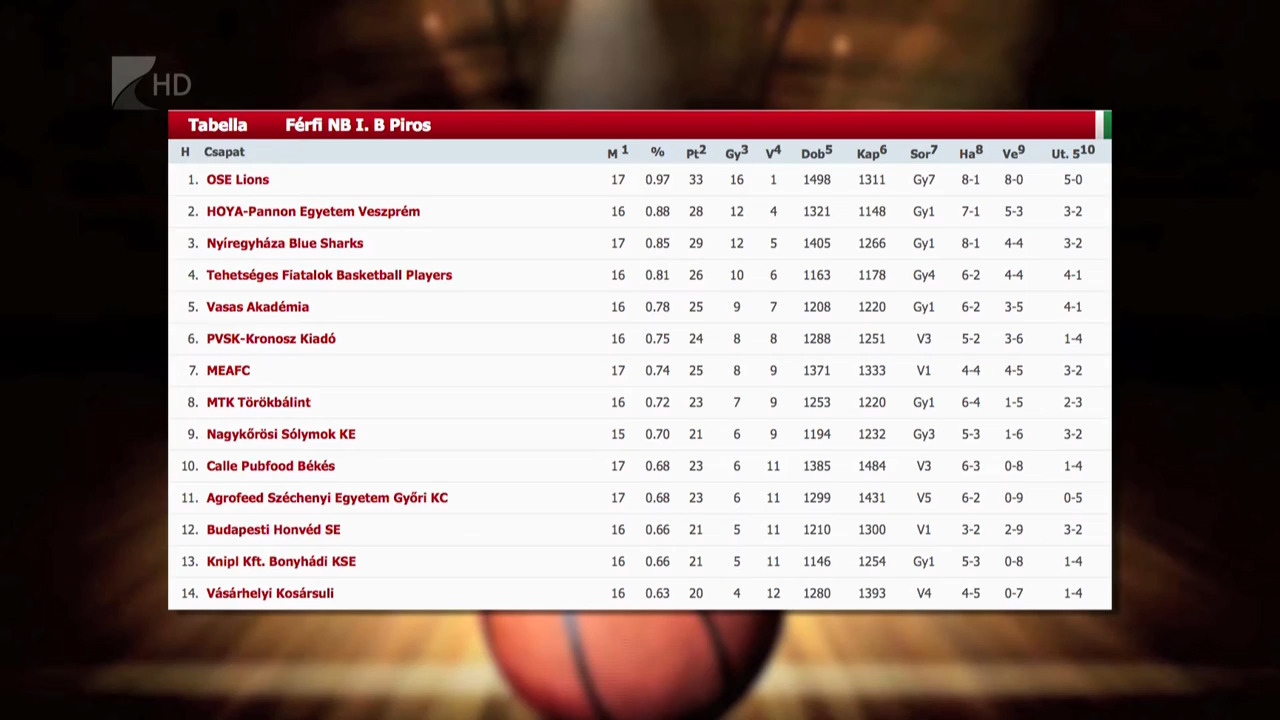 HD
Tabella Férfi NB I. B Piros
H Csapat M 1 % Pt2 Gy3 V4 Dob5 Kap6 Sor7 Ha8 Ve9 Ut. 510
1. OSE Lions 17 0.97 33 16 1 1498 1311 Gy7 8-1 8-0 5-0
2. HOYA-Pannon Egyetem Veszprém 16 0.88 28 12 4 1321 1148 Gy1 7-1 5-3 3-2
3. Nyíregyháza Blue Sharks 17 0.85 29 12 5 1405 1266 Gy1 8-1 4-4 3-2
4. Tehetséges Fiatalok Basketball Players 16 0.81 26 10 6 1163 1178 Gy4 6-2 4-4 4-1
5. Vasas Akadémia 16 0.78 25 9 7 1208 1220 Gy1 6-2 3-5 4-1
6. PVSK-Kronosz Kiadó 16 0.75 24 8 8 1288 1251 V3 5-2 3-6 1-4
7. MEAFC 17 0.74 25 8 9 1371 1333 V1 4-4 4-5 3-2
8. MTK Törökbálint 16 0.72 23 7 9 1253 1220 Gy1 6-4 1-5 2-3
9. Nagykőrösi Sólymok KE 15 0.70 21 6 9 1194 1232 Gy3 5-3 1-6 3-2
10. Calle Pubfood Békés 17 0.68 23 6 11 1385 1484 V3 6-3 0-8 1-4
11. Agrofeed Széchenyi Egyetem Győri KC 17 0.68 23 6 11 1299 1431 V5 6-2 0-9 0-5
12. Budapesti Honvéd SE 16 0.66 21 5 11 1210 1300 V1 3-2 2-9 3-2
13. Knipl Kft. Bonyhádi KSE 16 0.66 21 5 11 1146 1254 Gy1 5-3 0-8 1-4
14. Vásárhelyi Kosársuli 16 0.63 20 4 12 1280 1393 V4 4-5 0-7 1-4